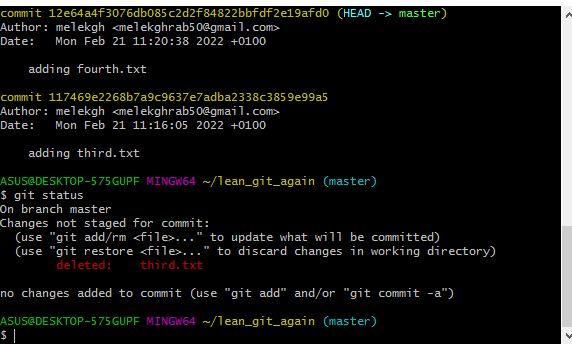 commit 12e64a4f3076db085c2d2f84822bbfdf2e19afd0 (HEAD -> master)
Author: melekgh <melekghrab50@gmail.com>
Date:   Mon Feb 21 11:20:38 2022 +0100
    adding fourth.txt
commit 117469e2268b7a9c9637e7adba2338c3859e99a5
Author: melekgh <melekghrab50@gmail.com>
Date:   Mon Feb 21 11:16:05 2022 +0100
    adding third.txt
ASUS@DESKTOP-575GUPF MINGW64 ~/lean_git_again (master)
$ git status
On branch master
Changes not staged for commit:
  (use "git add/rm <file>..." to update what will be committed)
  (use "git restore <file>..." to discard changes in working directory)
        deleted:    third.txt
no changes added to commit (use "git add" and/or "git commit -a")
ASUS@DESKTOP-575GUPF MINGW64 ~/lean_git_again (master)
$